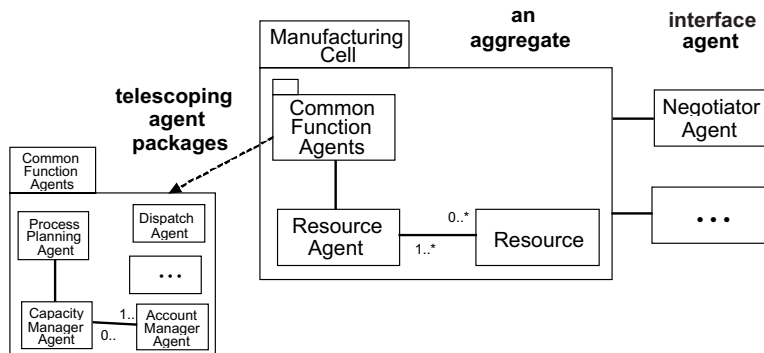 an
aggregate
interface
agent
Manufacturing
Cell
telescoping
agent
packages
Common
Function
Agents
Negotiator
Agent
Common
Function
Agents
Process
Planning
Agent
Dispatch
Agent
...
Resource
Agent
0..*
1..*
Resource
...
Capacity
Manager
Agent
1..
0..
Account
Manager
Agent